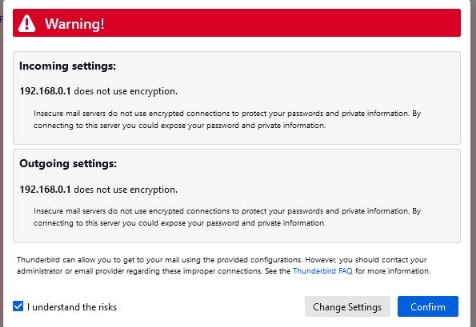 Warning!
Incoming settings:
192.168.0.1 does not use encryption.
Insecure mail servers do not use encrypted connections to protect your passwords and private information. By
connecting to this server you could expose your password and private information.
Outgoing settings:
192.168.0.1 does not use encryption.
Insecure mail servers do not use encrypted connections to protect your passwords and private information. By
connecting to this server you could expose your password and private information.
Thunderbird can allow you to get to your mail using the provided configurations. However, you should contact your
administrator or email provider regarding these improper connections. See the Thunderbird FAQ for more information.
I understand the risks
Change Settings
Confirm